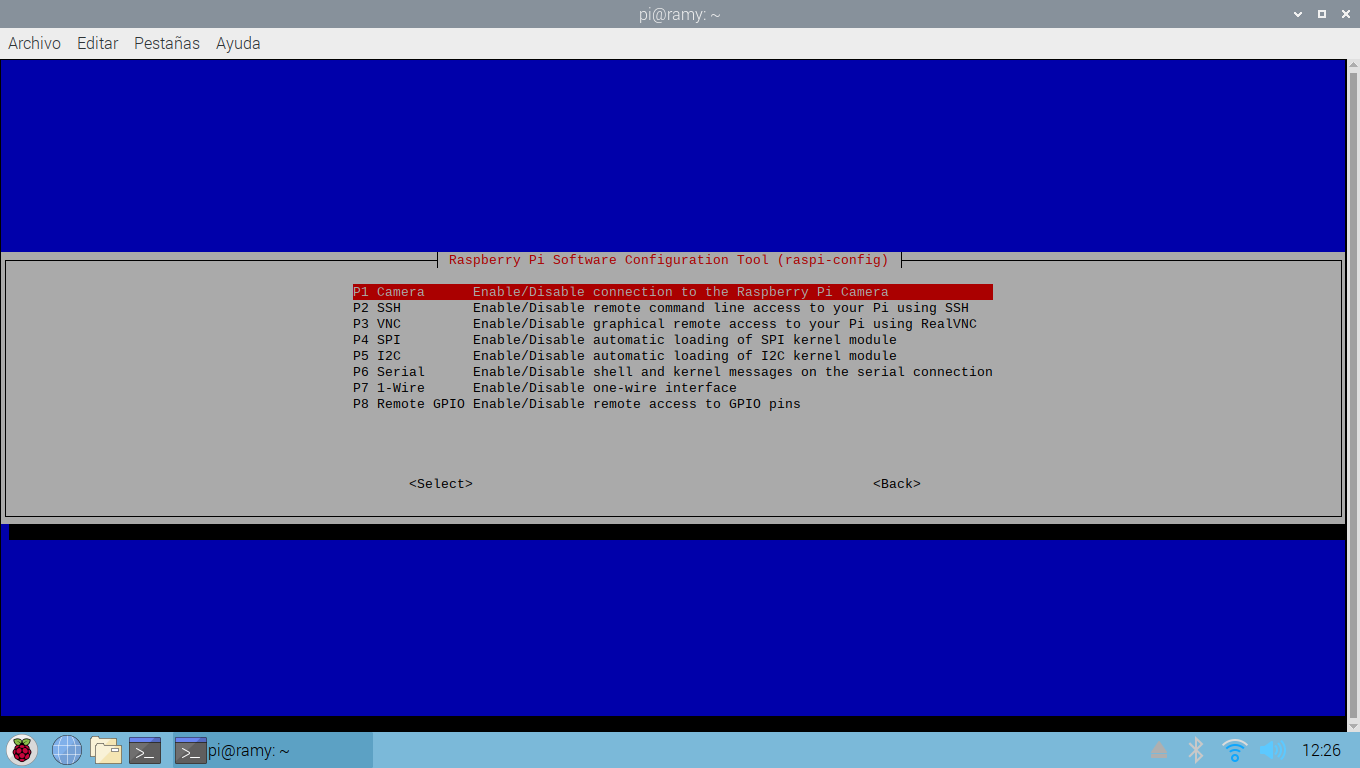 pi@ramy: ~
Archivo Editar Pestañas Ayuda
Raspberry Pi Software Configuration Tool (raspi-config)
P1 Camera Enable/Disable connection to the Raspberry Pi Camera
P2 SSH Enable/Disable remote command line access to your Pi using SSH
P3 VNC Enable/Disable graphical remote access to your Pi using RealVNC
P4 SPI Enable/Disable automatic loading of SPI kernel module
P5 I2C Enable/Disable automatic loading of I2C kernel module
P6 Serial Enable/Disable shell and kernel messages on the serial connection
P7 1-Wire Enable/Disable one-wire interface
P8 Remote GPIO Enable/Disable remote access to GPIO pins
<Select> <Back>
pi@ramy: ~ 12:26